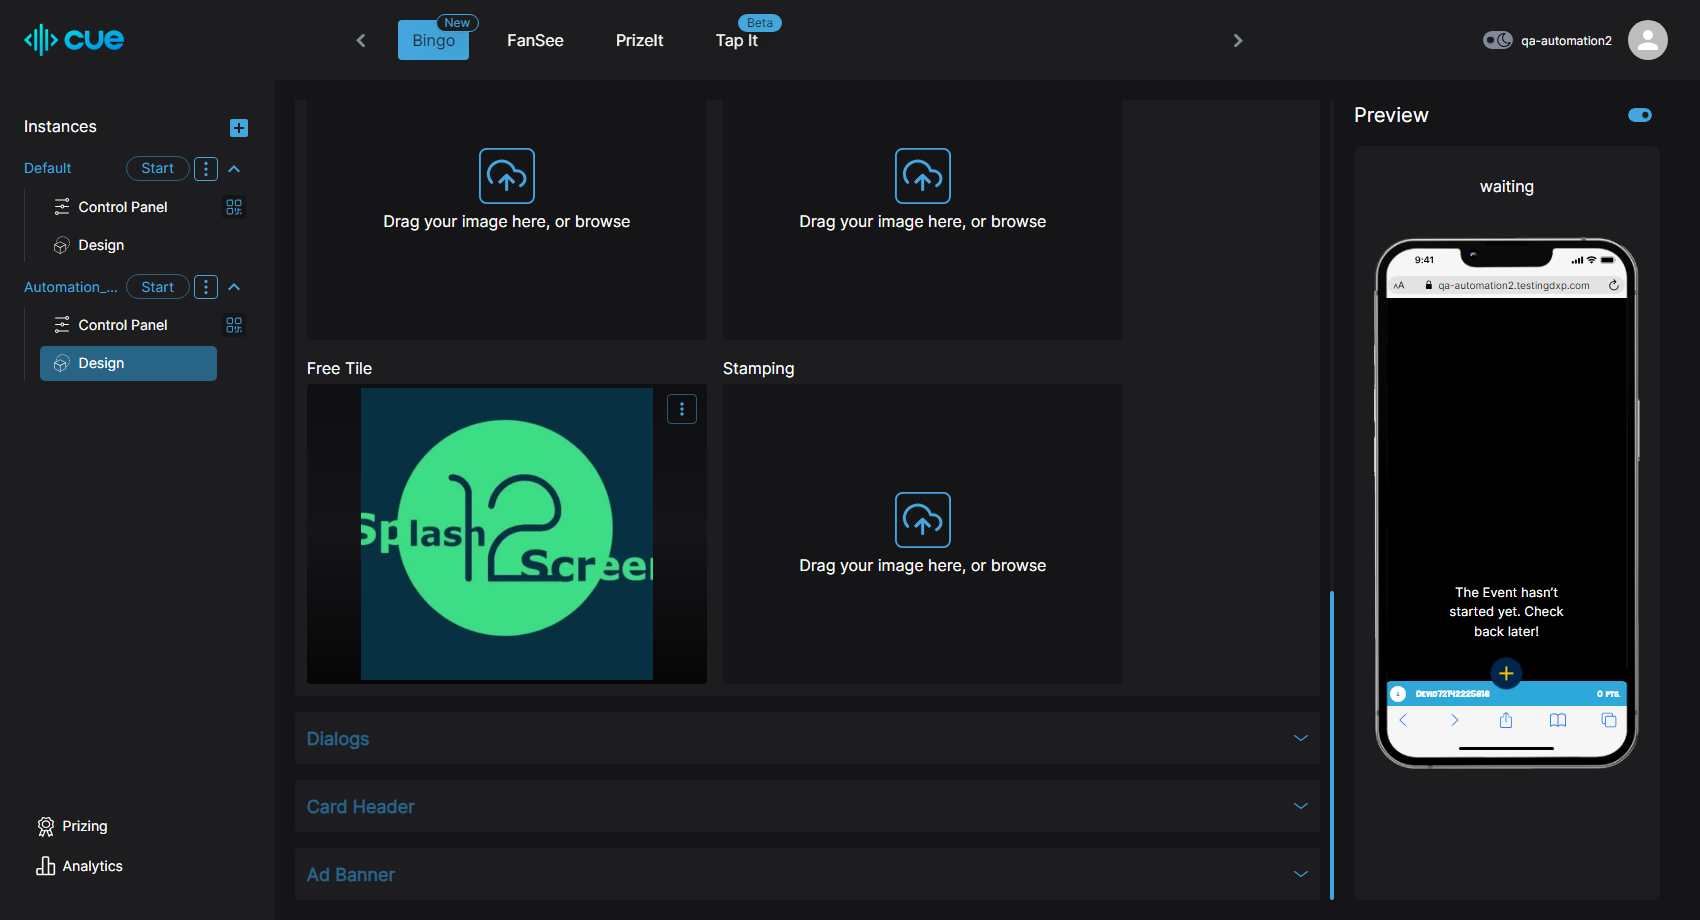 cue
Bingo
New
FanSee
PrizeIt
Tap It
Beta
qa-automation2
Instances
Default
Start
Control Panel
Design
Automation_...
Start
Control Panel
Design
Prizing
Analytics
Drag your image here, or browse
Drag your image here, or browse
Free Tile
Stamping
Splash
12
Screen
Drag your image here, or browse
Dialogs
Card Header
Ad Banner
Preview
waiting
9:41
AA
qa-automation2.testingdxp.com
The Event hasn't
started yet. Check
back later!
0 PTS.